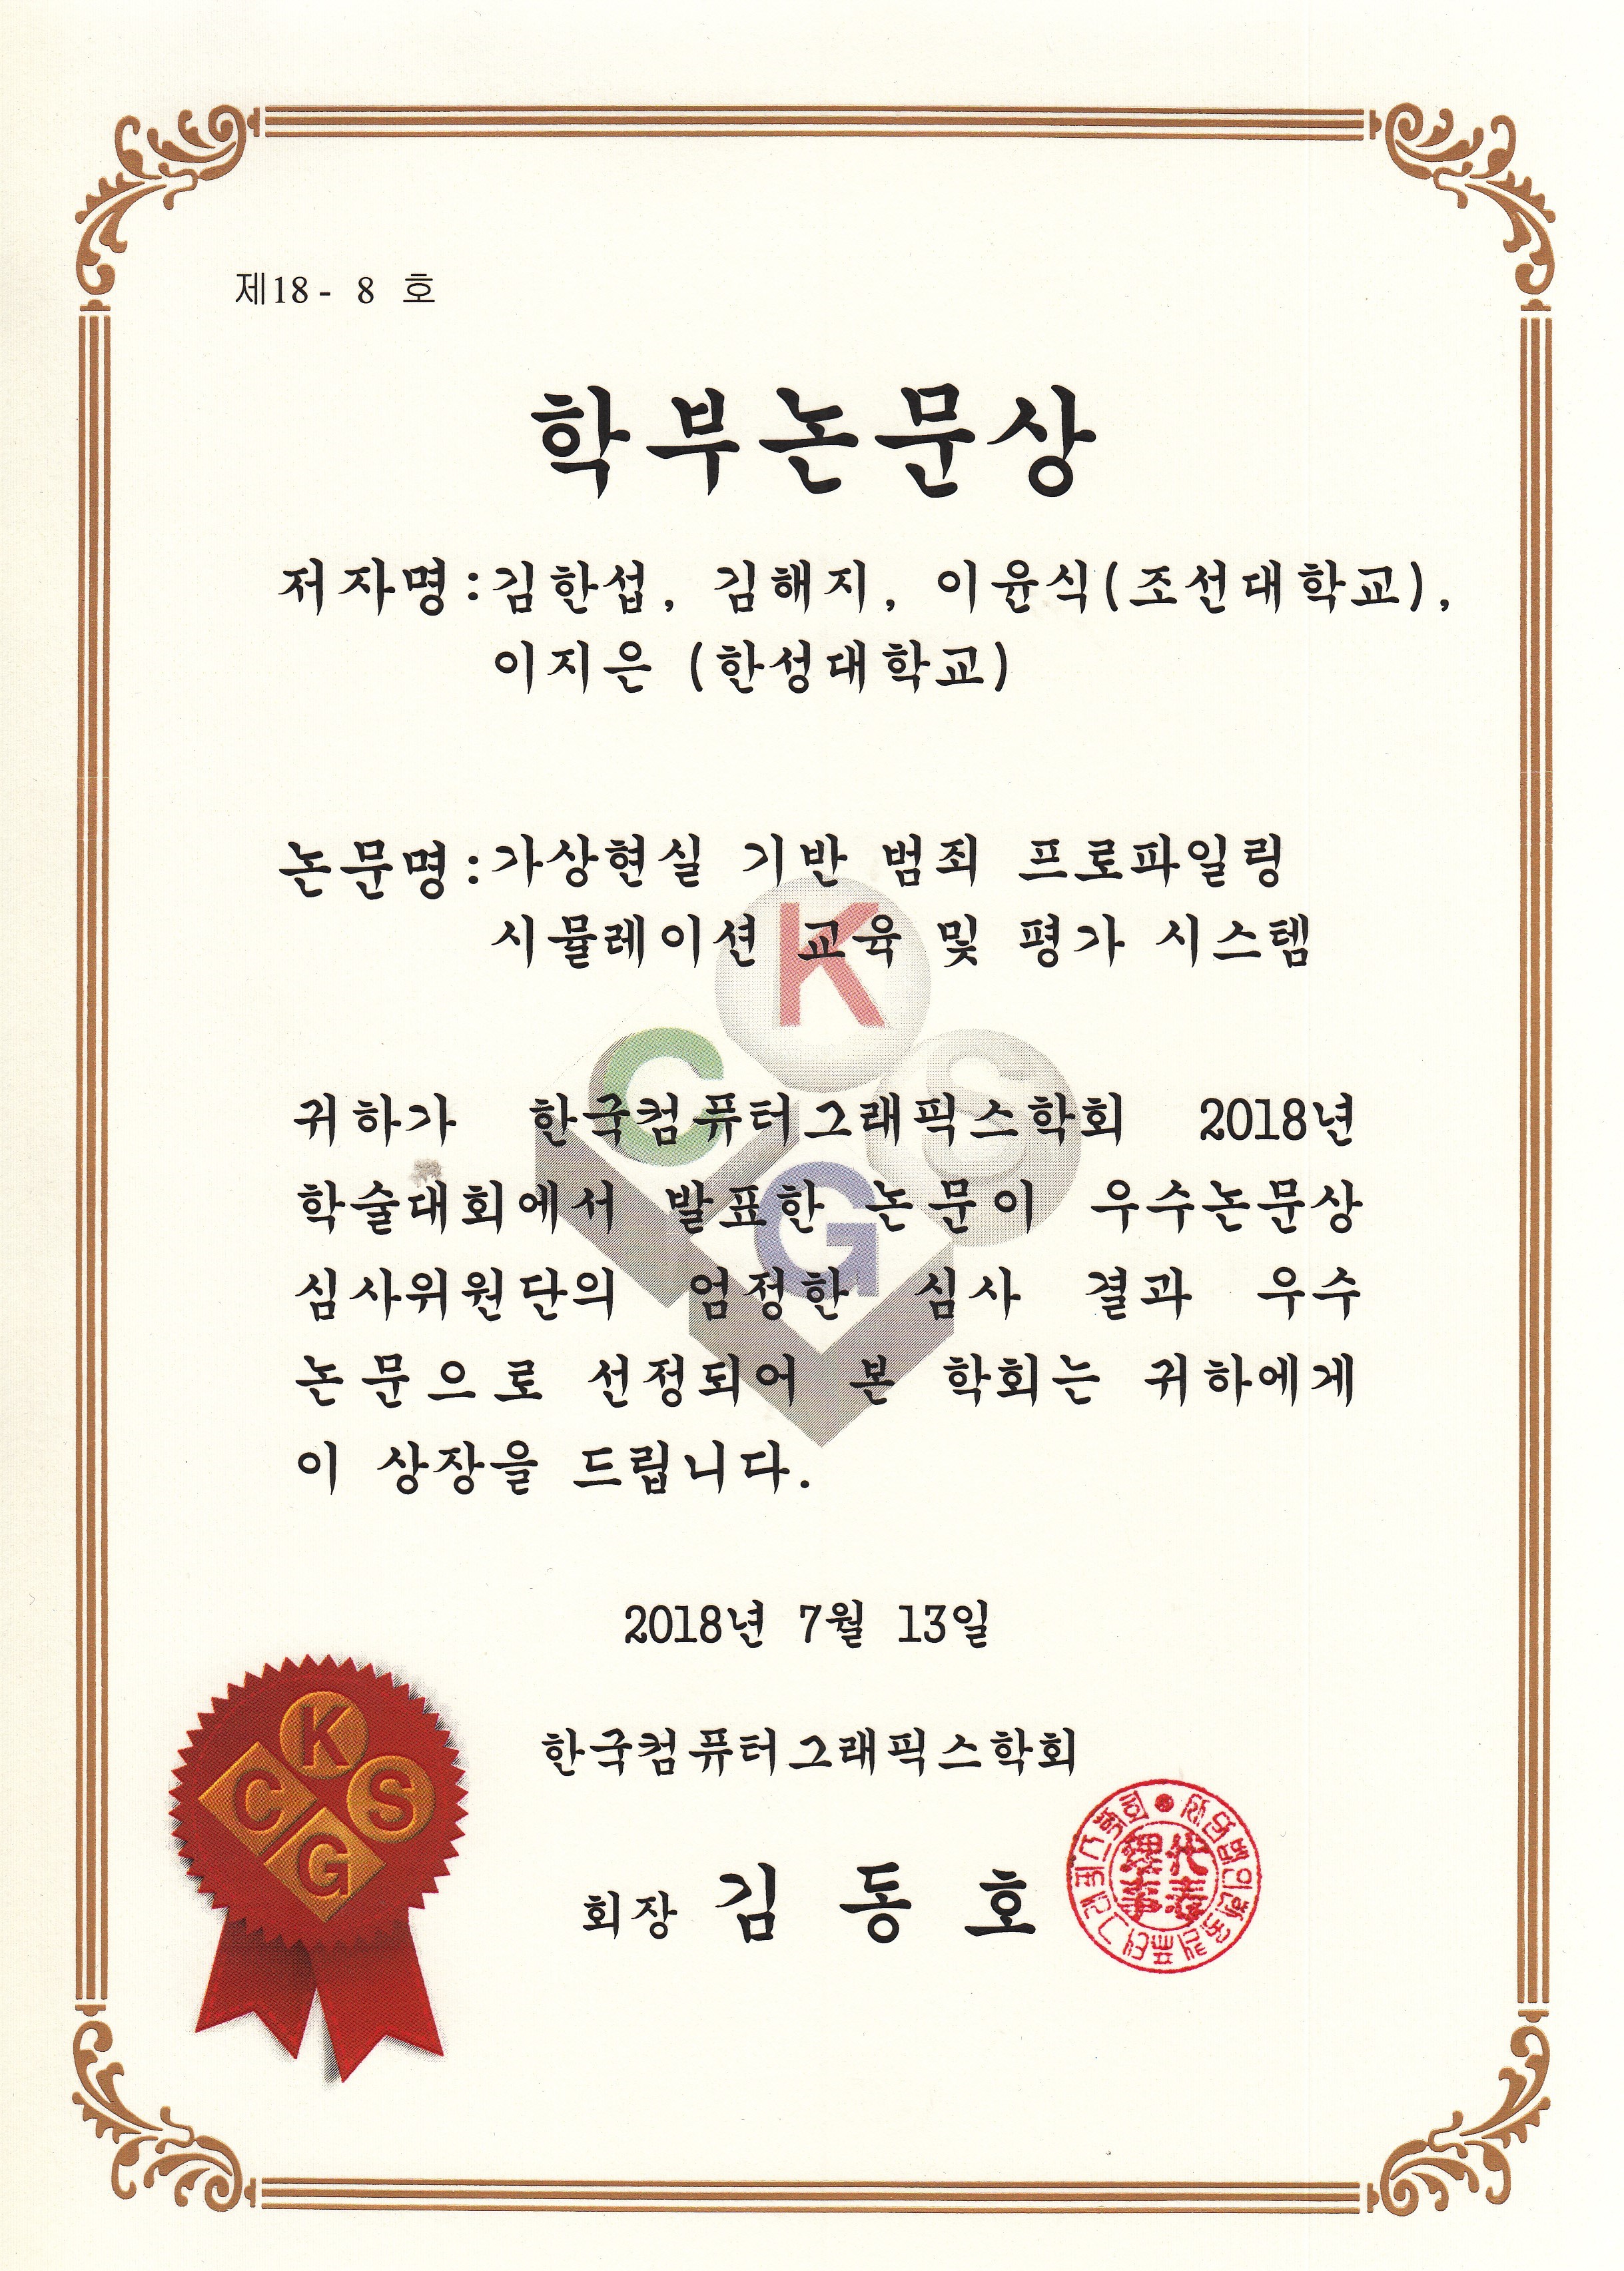 제18- 8 호
학부논문상
저자명:김한섭, 김해지, 이윤식(조선대학교),
이지은 (한성대학교)
논문명:가상현실 기반 범죄 프로파일링
시뮬레이션 교육 및 평가 시스템
귀하가 한국컴퓨터그래픽스학회 2018년
학술대회에서 발표한 논문이 우수논문상
심사위원단의 엄정한 심사 결과 우수
논문으로 선정되어 본 학회는 귀하에게
이 상장을 드립니다.
2018년 7월 13일
한국컴퓨터그래픽스학회
회장 김 동 호
K
C S
G
K
C S
G